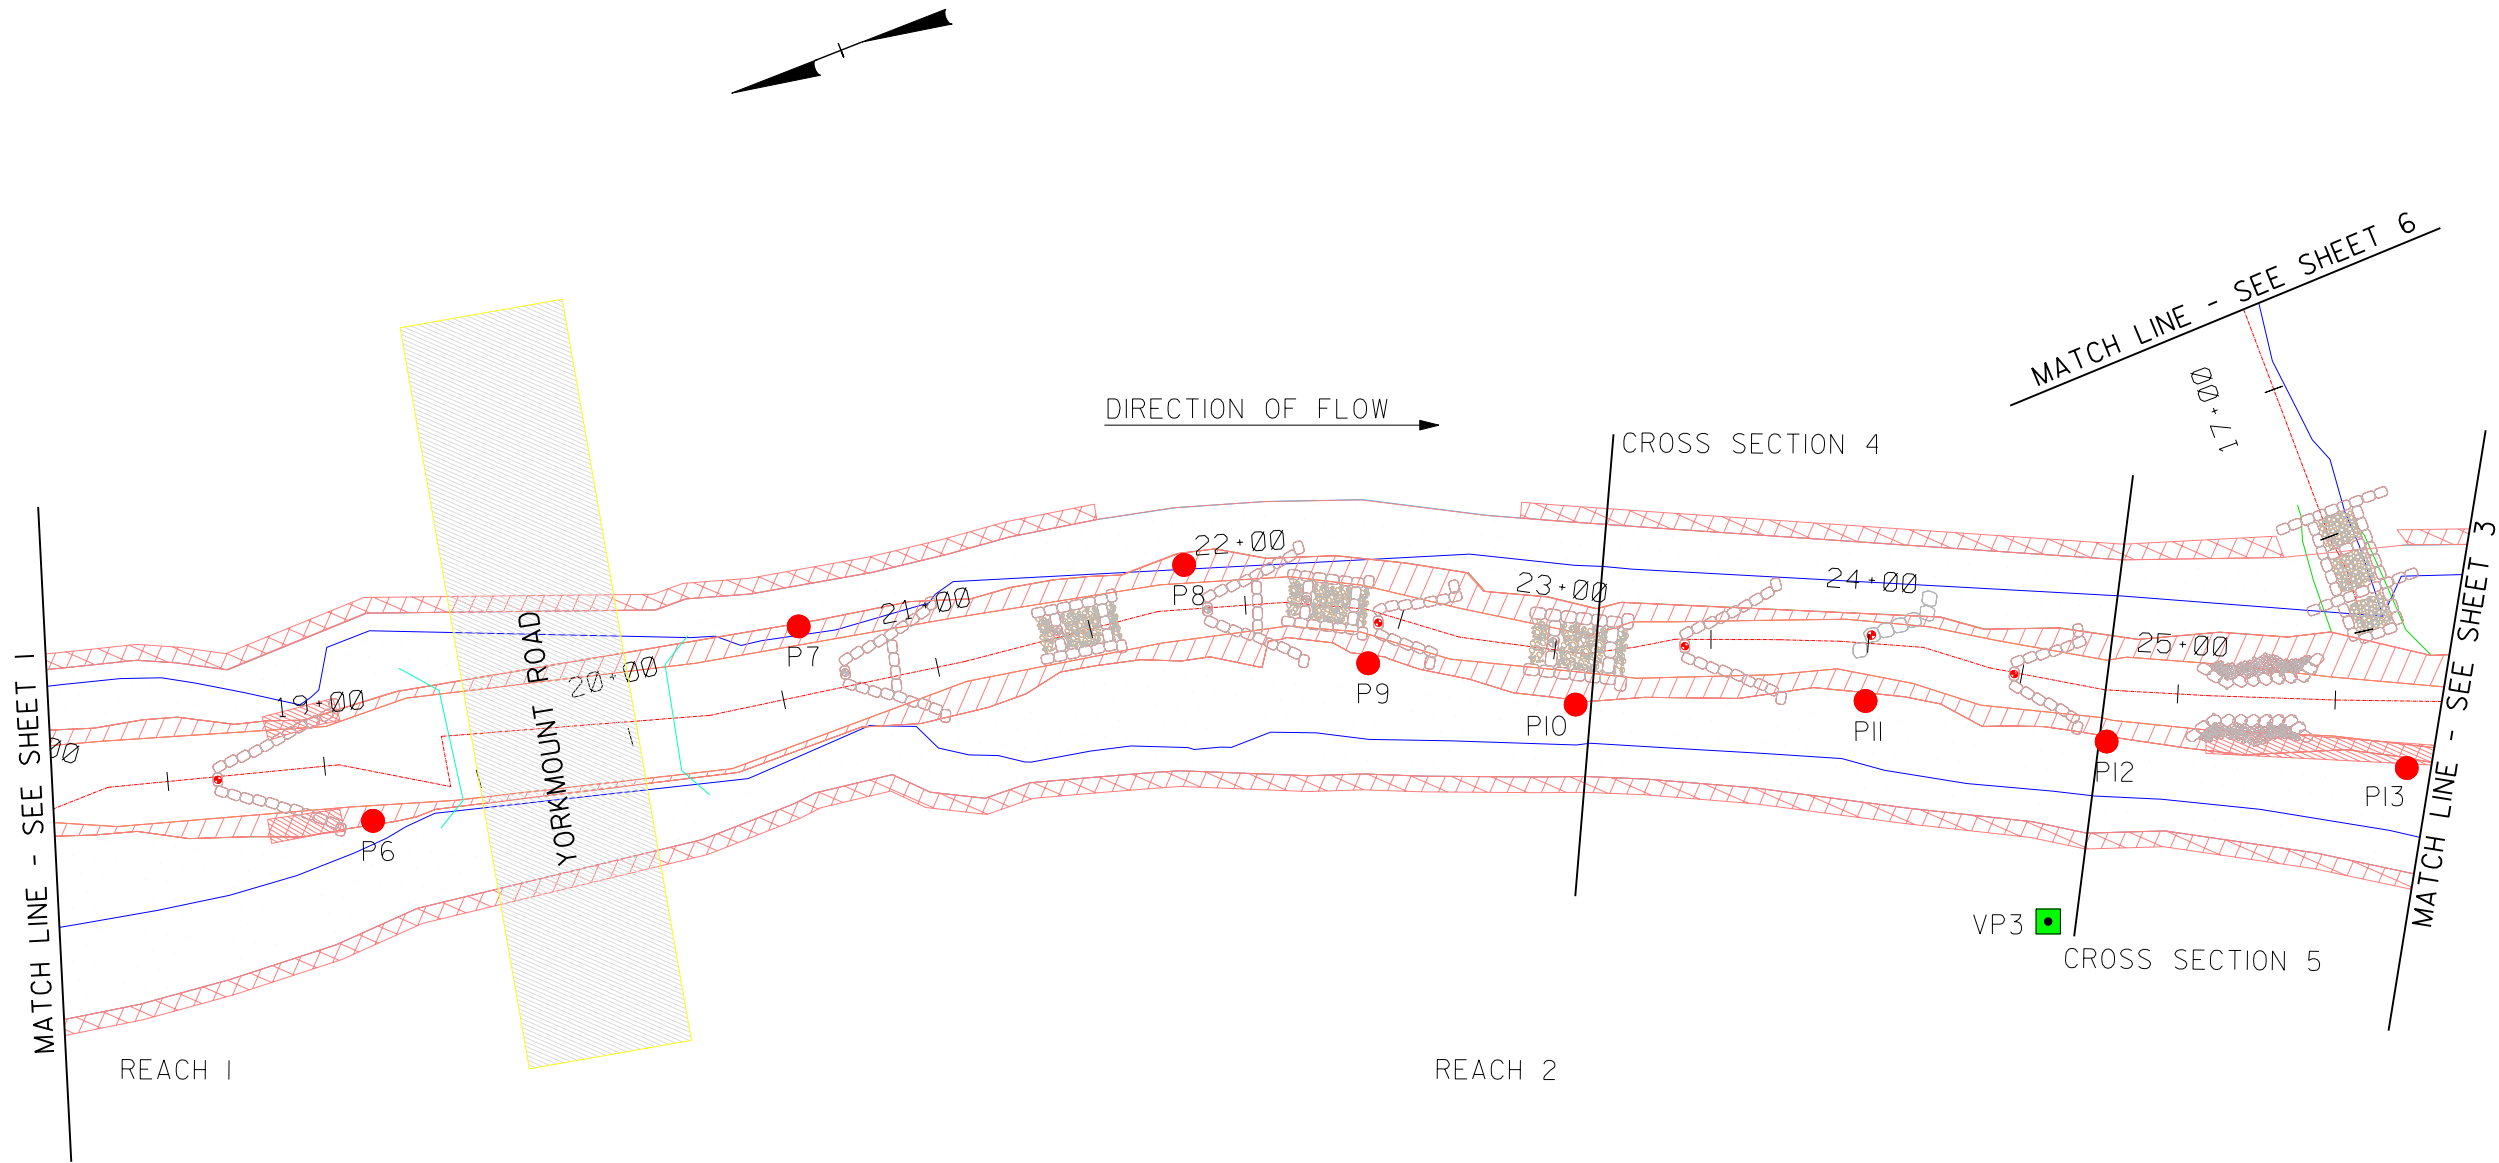 MATCH LINE - SEE SHEET 6
17+00
DIRECTION OF FLOW
CROSS SECTION 4
MATCH LINE - SEE SHEET 1
MATCH LINE - SEE SHEET 3
YORKMOUNT ROAD
19+00
20+00
21+00
22+00
23+00
24+00
25+00
00
P6
P7
P8
P9
P10
P11
P12
P13
VP3
CROSS SECTION 5
REACH 1
REACH 2